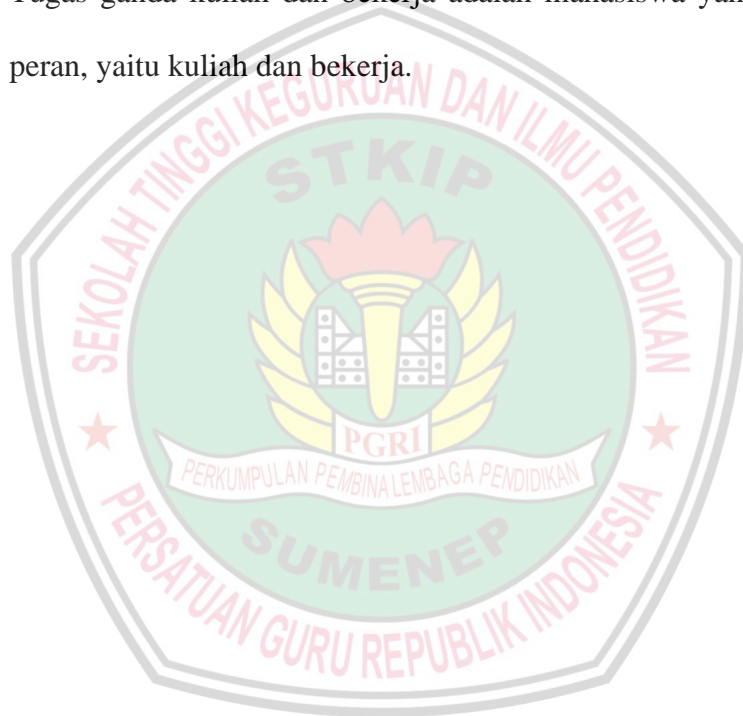 Tugas ganda kuliah dan bekerja adalah mahasiswa
peran, yaitu kuliah dan bekerja.
SEKOLAH TINGGI KEGURUAN DAN ILMU PENDIDIKAN
STKIP
PGRI
PERKUMPULAN PEMBINA LEMBAGA PENDIDIKAN
SUMENEP
PERSATUAN GURU REPUBLIK INDONESIA